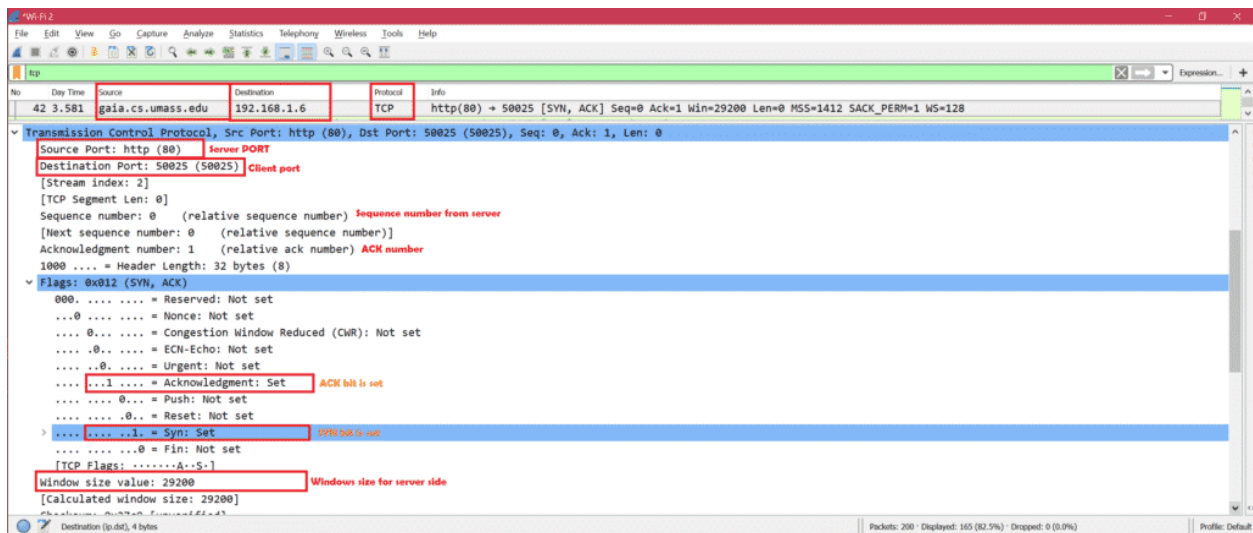 *Wi-Fi 2
File Edit View Go Capture Analyze Statistics Telephony Wireless Tools Help
tcp Expression... +
No Day Time Source Destination Protocol Info
42 3.581 gaia.cs.umass.edu 192.168.1.6 TCP http(80) → 50025 [SYN, ACK] Seq=0 Ack=1 Win=29200 Len=0 MSS=1412 SACK_PERM=1 WS=128
Transmission Control Protocol, Src Port: http (80), Dst Port: 50025 (50025), Seq: 0, Ack: 1, Len: 0
Source Port: http (80) Server PORT
Destination Port: 50025 (50025) Client port
[Stream index: 2]
[TCP Segment Len: 0]
Sequence number: 0 (relative sequence number) Sequence number from server
[Next sequence number: 0 (relative sequence number)]
Acknowledgment number: 1 (relative ack number) ACK number
1000 .... = Header Length: 32 bytes (8)
Flags: 0x012 (SYN, ACK)
000. .... .... = Reserved: Not set
...0 .... .... = Nonce: Not set
.... 0... .... = Congestion Window Reduced (CWR): Not set
.... .0.. .... = ECN-Echo: Not set
.... ..0. .... = Urgent: Not set
.... ...1 .... = Acknowledgment: Set ACK bit is set
.... .... 0... = Push: Not set
.... .... .0.. = Reset: Not set
.... .... ..1. = Syn: Set SYN bit is set
.... .... ...0 = Fin: Not set
[TCP Flags: ·······A··S·]
Window size value: 29200 Windows size for server side
[Calculated window size: 29200]
Destination (ip.dst), 4 bytes Packets: 200 · Displayed: 165 (82.5%) · Dropped: 0 (0.0%) Profile: Default